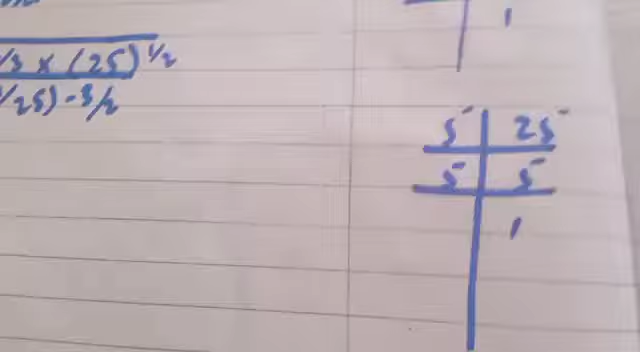 /3 × (25)^1/2
/25)-3/2
1
5 | 25
5 | 5
1